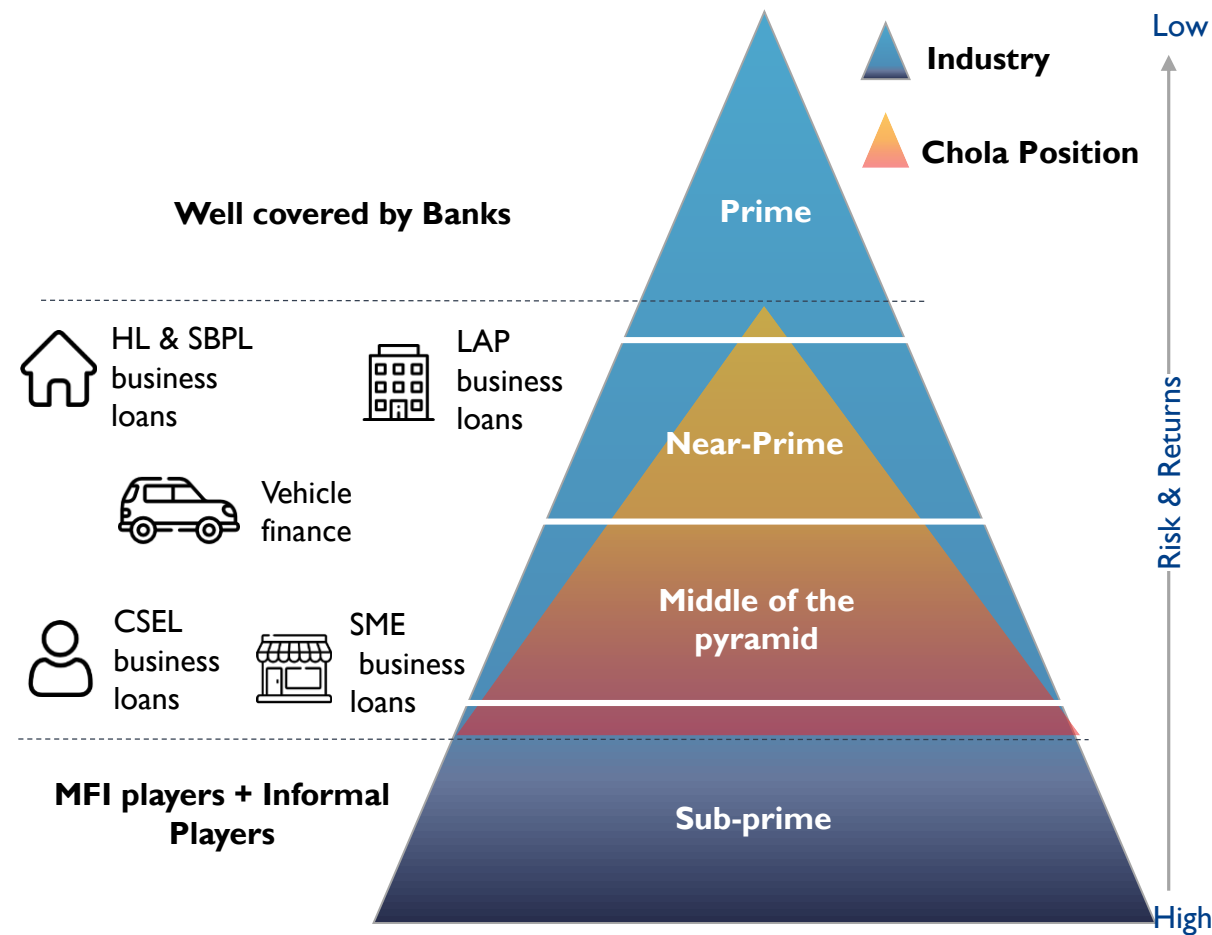 Low
Industry
Chola Position
Prime
Well covered by Banks
HL & SBPL
business
loans
LAP
business
loans
Near-Prime
Vehicle
finance
Risk & Returns
Middle of the
pyramid
CSEL
business
loans
SME
business
loans
MFI players + Informal
Players
Sub-prime
High